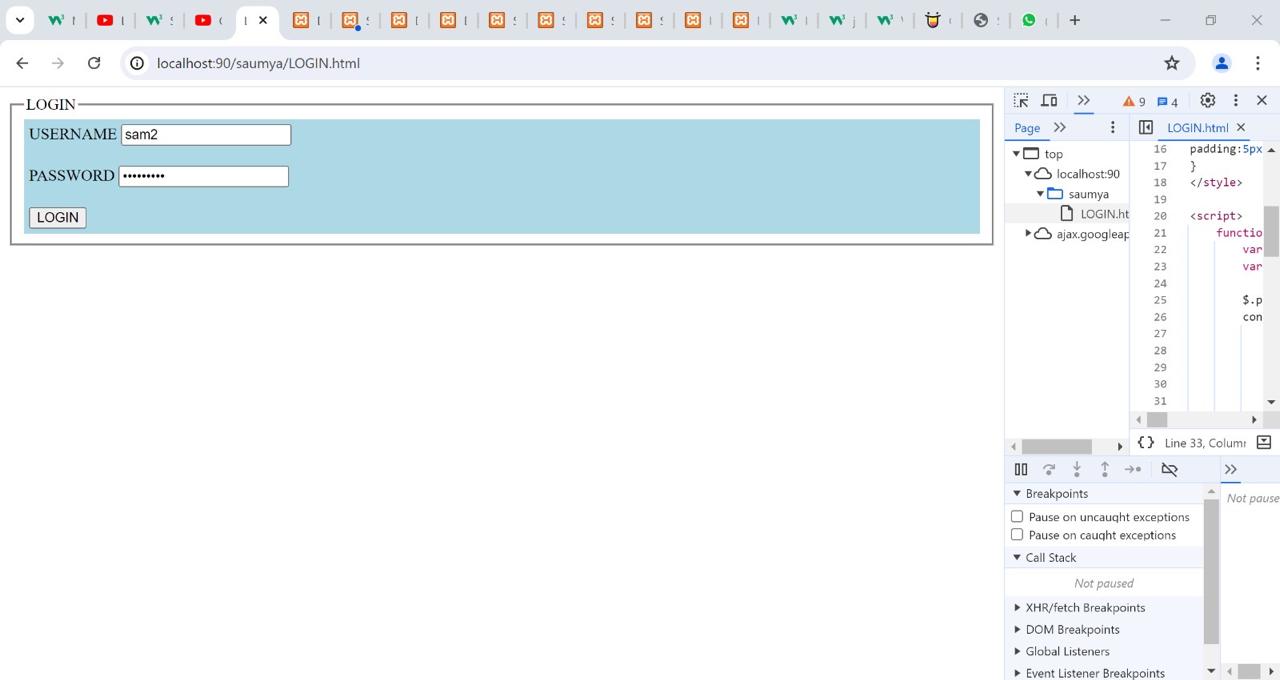 localhost:90/saumya/LOGIN.html
9
4
LOGIN
USERNAME sam2
PASSWORD •••••••••
LOGIN
Page
LOGIN.html
top
localhost:90
saumya
LOGIN.ht
ajax.googleap
16 padding:5px
17 }
18 </style>
19
20 <script>
21 functio
22 var
23 var
24
25 $.p
26 con
27
28
29
30
31
{} Line 33, Column
Breakpoints
Not pause
Pause on uncaught exceptions
Pause on caught exceptions
Call Stack
Not paused
XHR/fetch Breakpoints
DOM Breakpoints
Global Listeners
Event Listener Breakpoints